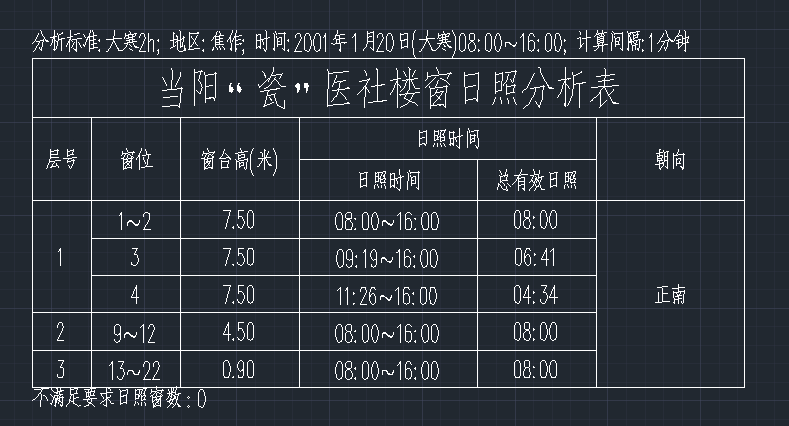 分析标准:大寒2h; 地区:焦作; 时间:2001年1月20日(大寒)08:00~16:00; 计算间隔:1分钟
当阳“瓷”医社楼窗日照分析表
层号 窗位 窗台高(米) 日照时间 朝向
日照时间 总有效日照
1 1~2 7.50 08:00~16:00 08:00 正南
3 7.50 09:19~16:00 06:41
4 7.50 11:26~16:00 04:34
2 9~12 4.50 08:00~16:00 08:00
3 13~22 0.90 08:00~16:00 08:00
不满足要求日照窗数:0